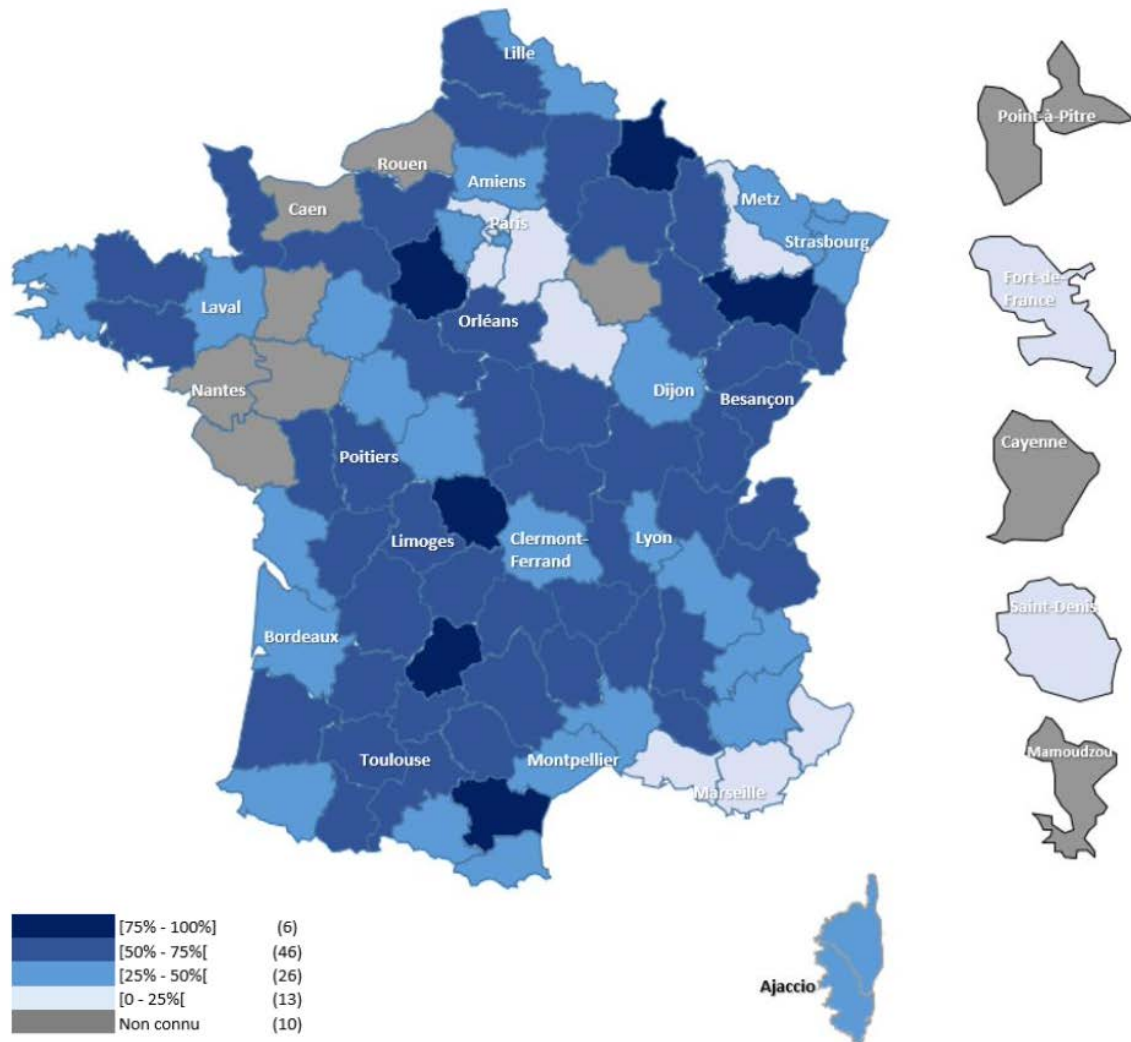 Lille
Point-à-Pitre
Rouen
Amiens
Caen
Metz
Paris
Strasbourg
Fort-de-
France
Laval
Orléans
Nantes
Dijon
Besançon
Cayenne
Poitiers
Limoges
Clermont-
Ferrand
Lyon
Saint-Denis
Bordeaux
Mamoudzou
Toulouse
Montpellier
Marseille
[75% - 100%] (6)
[50% - 75%[ (46)
[25% - 50%[ (26)
[0 - 25%[ (13)
Non connu (10)
Ajaccio